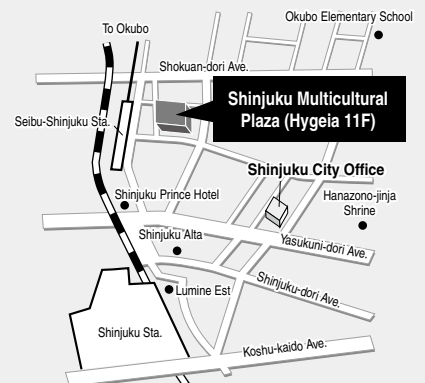 Okubo Elementary School
To Okubo
Shokuan-dori Ave.
Shinjuku Multicultural
Plaza (Hygeia 11F)
Seibu-Shinjuku Sta.
Shinjuku City Office
Shinjuku Prince Hotel
Hanazono-jinja
Shrine
Shinjuku Alta
Yasukuni-dori Ave.
Lumine Est
Shinjuku-dori Ave.
Shinjuku Sta.
Koshu-kaido Ave.